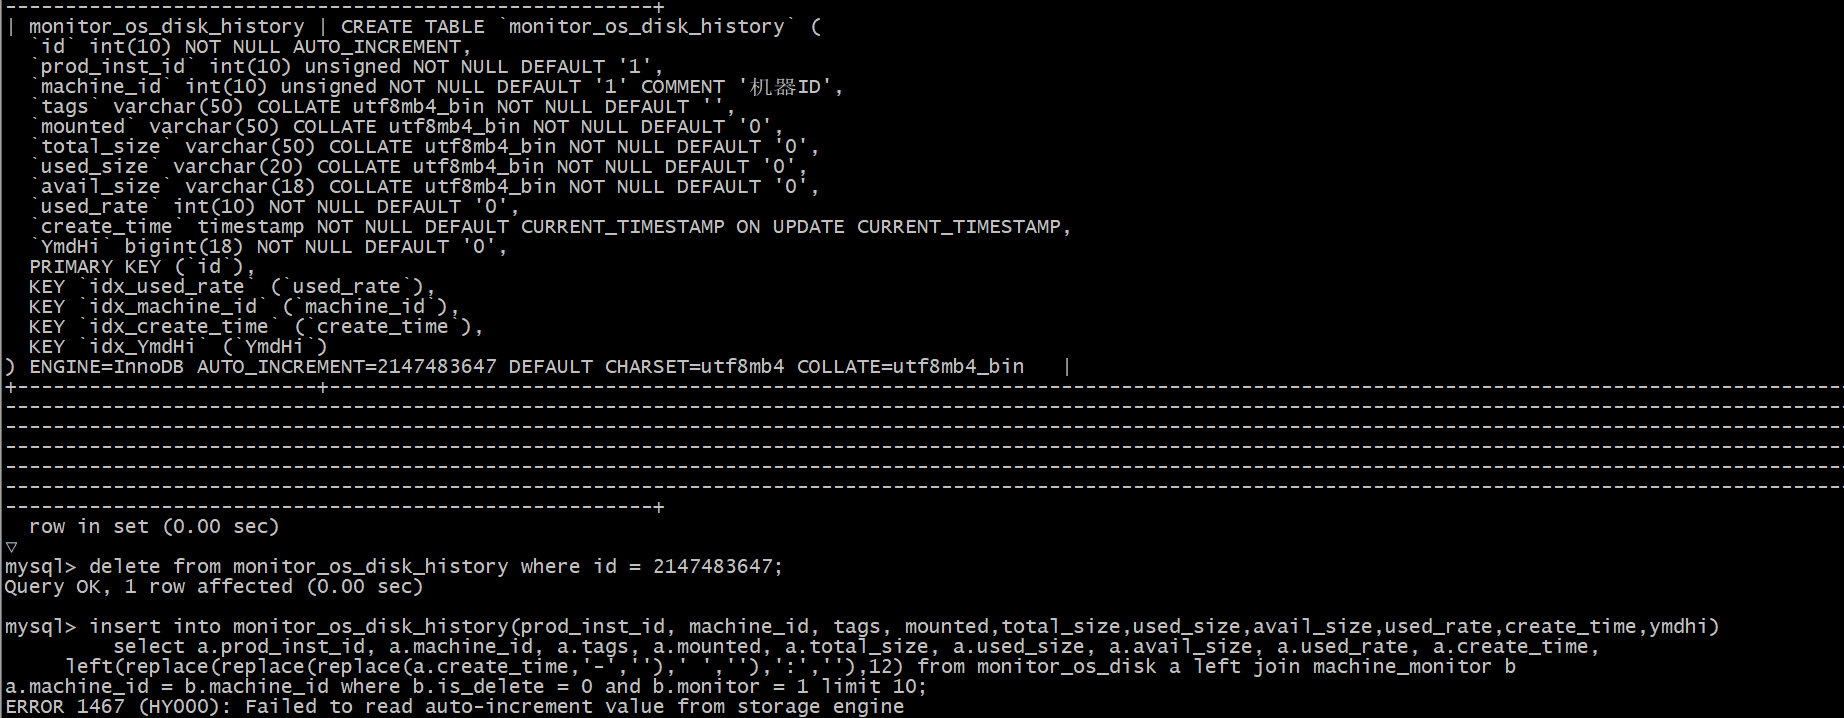 ------------------------------------------------------+
| monitor_os_disk_history | CREATE TABLE `monitor_os_disk_history` (
  `id` int(10) NOT NULL AUTO_INCREMENT,
  `prod_inst_id` int(10) unsigned NOT NULL DEFAULT '1',
  `machine_id` int(10) unsigned NOT NULL DEFAULT '1' COMMENT '机器ID',
  `tags` varchar(50) COLLATE utf8mb4_bin NOT NULL DEFAULT '',
  `mounted` varchar(50) COLLATE utf8mb4_bin NOT NULL DEFAULT '0',
  `total_size` varchar(50) COLLATE utf8mb4_bin NOT NULL DEFAULT '0',
  `used_size` varchar(20) COLLATE utf8mb4_bin NOT NULL DEFAULT '0',
  `avail_size` varchar(18) COLLATE utf8mb4_bin NOT NULL DEFAULT '0',
  `used_rate` int(10) NOT NULL DEFAULT '0',
  `create_time` timestamp NOT NULL DEFAULT CURRENT_TIMESTAMP ON UPDATE CURRENT_TIMESTAMP,
  `YmdHi` bigint(18) NOT NULL DEFAULT '0',
  PRIMARY KEY (`id`),
  KEY `idx_used_rate` (`used_rate`),
  KEY `idx_machine_id` (`machine_id`),
  KEY `idx_create_time` (`create_time`),
  KEY `idx_YmdHi` (`YmdHi`)
) ENGINE=InnoDB AUTO_INCREMENT=2147483647 DEFAULT CHARSET=utf8mb4 COLLATE=utf8mb4_bin   |
  row in set (0.00 sec)
mysql> delete from monitor_os_disk_history where id = 2147483647;
Query OK, 1 row affected (0.00 sec)
mysql> insert into monitor_os_disk_history(prod_inst_id, machine_id, tags, mounted,total_size,used_size,avail_size,used_rate,create_time,ymdhi)
         select a.prod_inst_id, a.machine_id, a.tags, a.mounted, a.total_size, a.used_size, a.avail_size, a.used_rate, a.create_time,
     left(replace(replace(replace(a.create_time,'-',''),' ',''),':',''),12) from monitor_os_disk a left join machine_monitor b
a.machine_id = b.machine_id where b.is_delete = 0 and b.monitor = 1 limit 10;
ERROR 1467 (HY000): Failed to read auto-increment value from storage engine